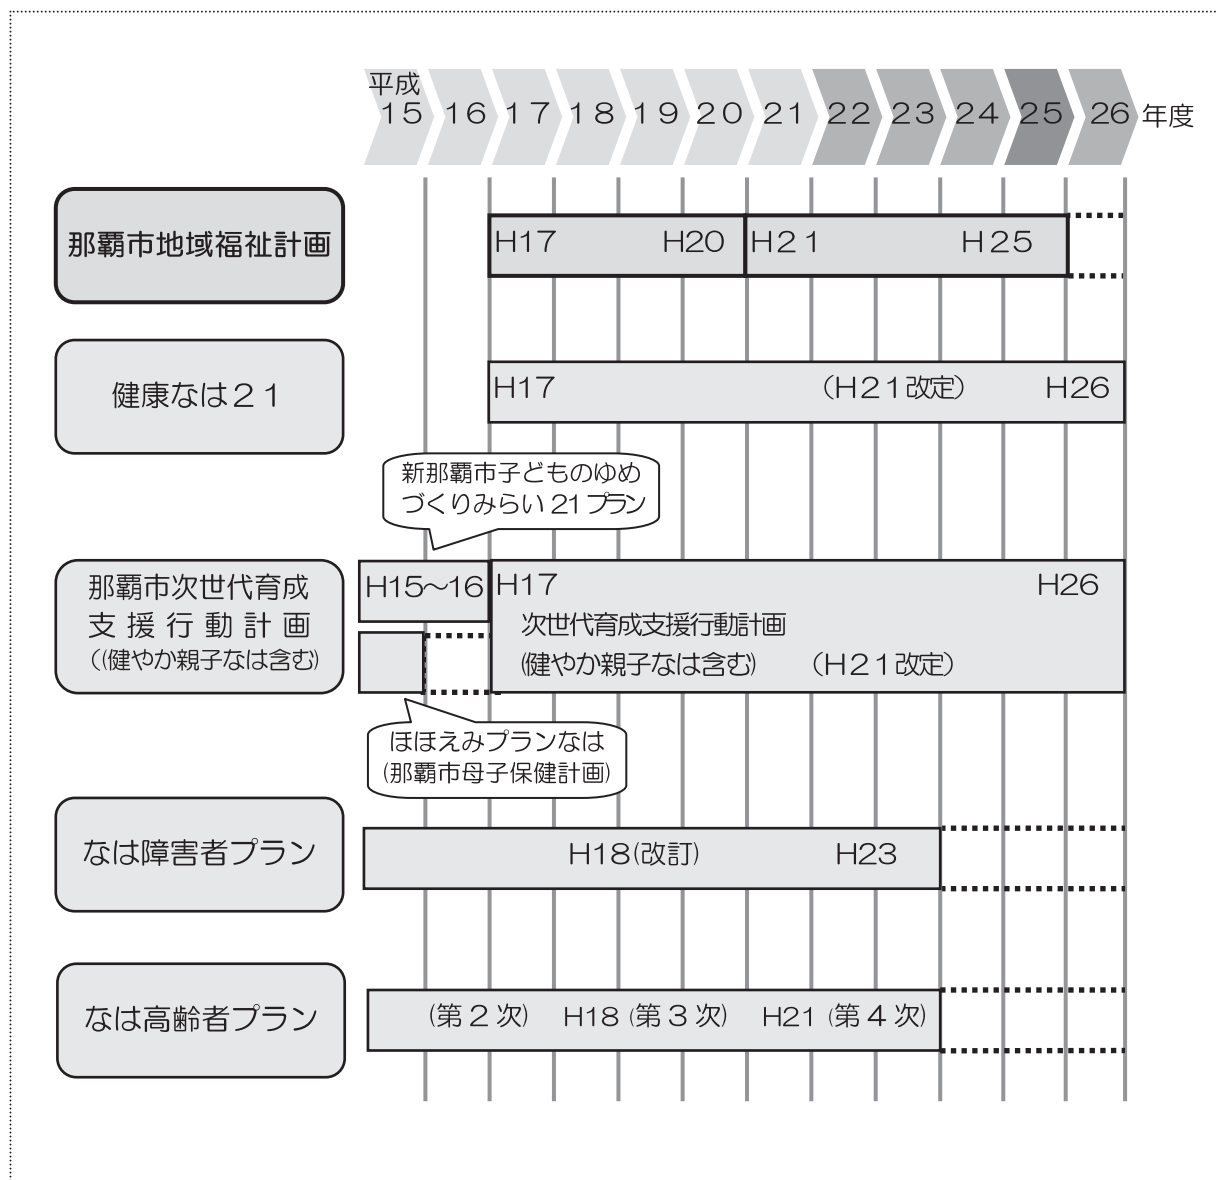 平成
15 16 17 18 19 20 21 22 23 24 25 26 年度
那覇市地域福祉計画
H17 H20 H21 H25
健康なは２１
H17 （H21改定） H26
新那覇市子どものゆめ
づくりみらい 21 プラン
那覇市次世代育成
支援行動計画
（(健やか親子なは含む)
H15～16
H17 H26
次世代育成支援行動計画
(健やか親子なは含む) （H21改定）
ほほえみプランなは
(那覇市母子保健計画)
なは障害者プラン
H18(改訂) H23
なは高齢者プラン
(第２次) H18 (第３次) H21 (第４次)